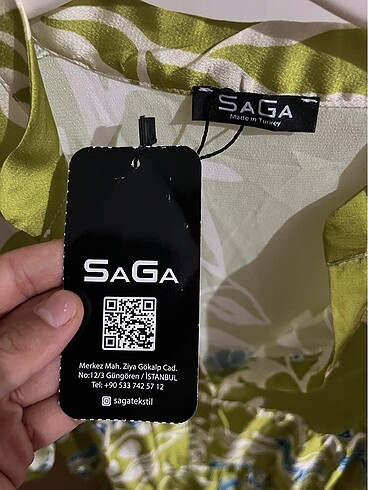 SAGA
Made in Turkey
SAGA
Merkez Mah. Ziya Gökalp Cad.
No:12/3 Güngören / İSTANBUL
Tel: +90 533 742 57 12
sagatekstil